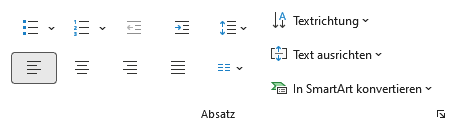 Textrichtung
Text ausrichten
In SmartArt konvertieren
Absatz